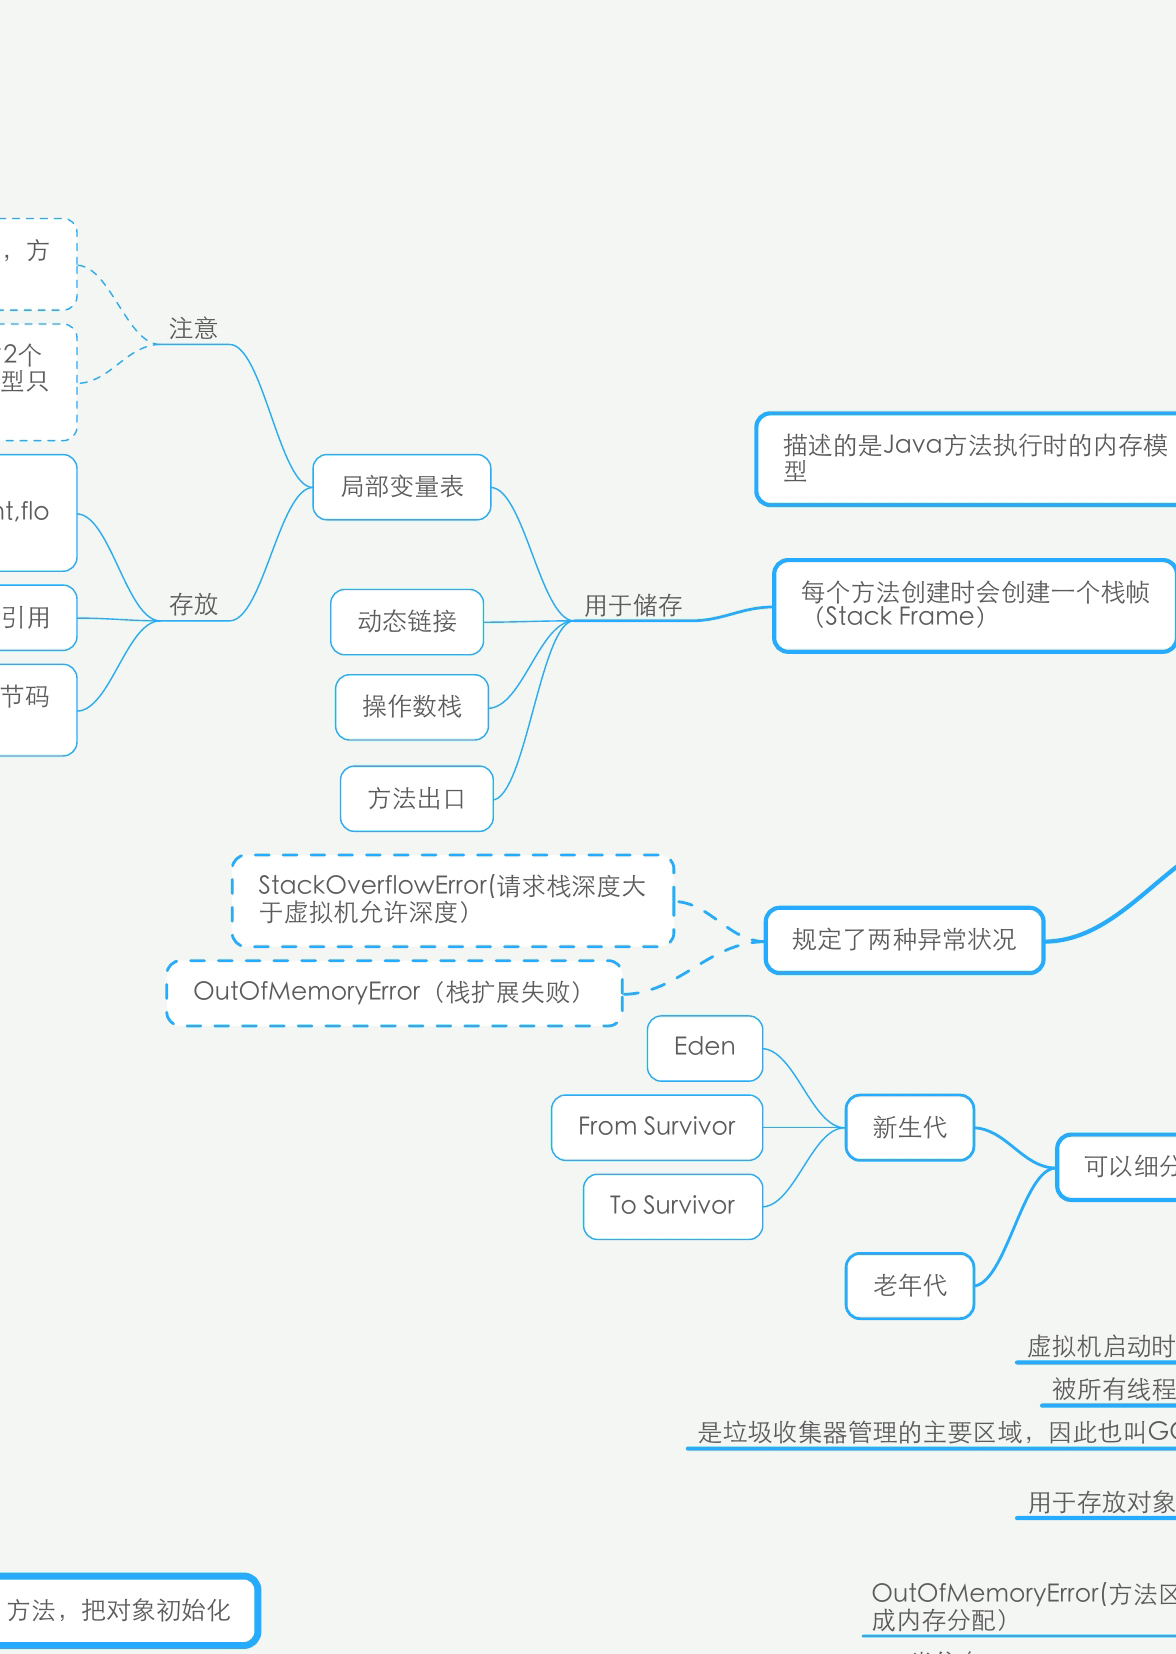 ，方
注意
2个
型只
描述的是Java方法执行时的内存模
型
局部变量表
nt,flo
每个方法创建时会创建一个栈帧
（Stack Frame）
存放
用于储存
引用
动态链接
节码
操作数栈
方法出口
StackOverflowError(请求栈深度大
于虚拟机允许深度）
规定了两种异常状况
OutOfMemoryError（栈扩展失败）
Eden
From Survivor
新生代
To Survivor
可以细分
老年代
虚拟机启动时
被所有线程
是垃圾收集器管理的主要区域，因此也叫GC
用于存放对象
OutOfMemoryError(方法区
成内存分配）
方法，把对象初始化